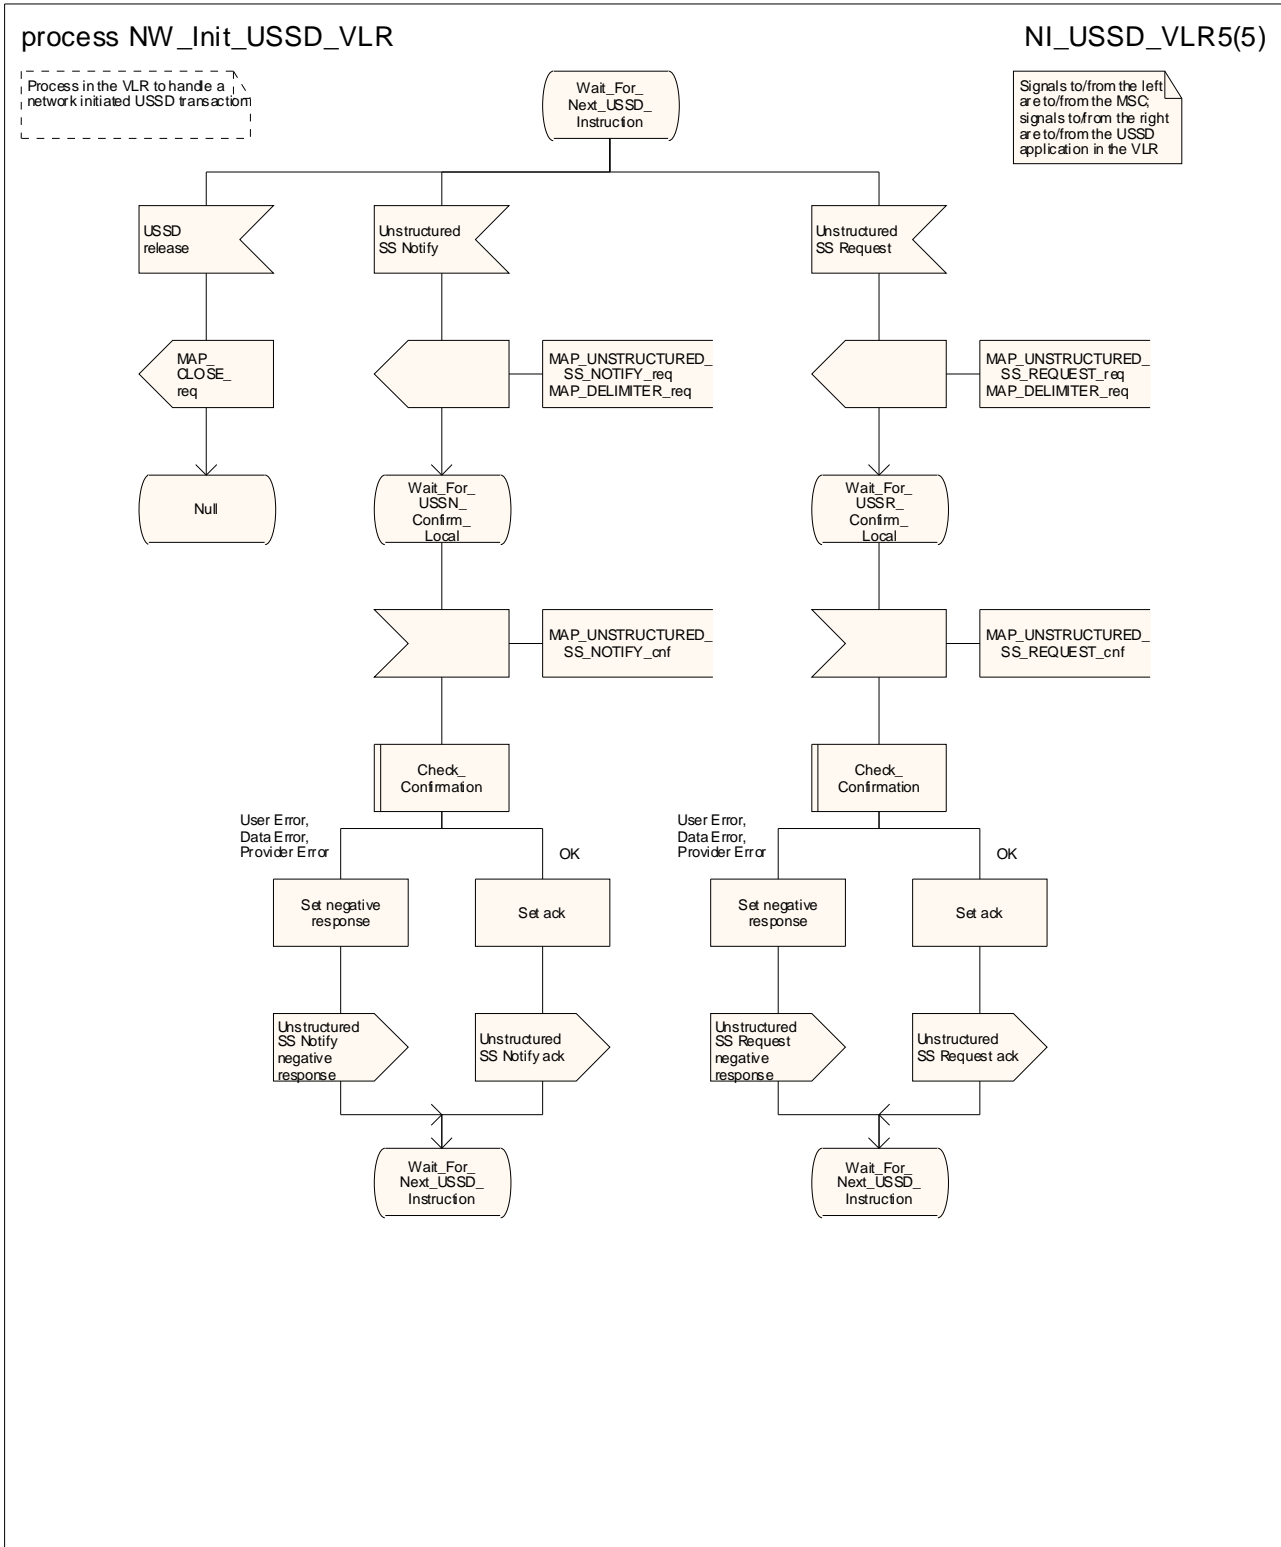 process NW_Init_USSD_VLR
NI_USSD_VLR5(5)
Process in the VLR to handle a
network initiated USSD transaction
Wait_For_
Next_USSD_
Instruction
Signals to/from the left
are to/from the MSC;
signals to/from the right
are to/from the USSD
application in the VLR
USSD
release
Unstructured
SS Notify
Unstructured
SS Request
MAP_
CLOSE_
req
MAP_UNSTRUCTURED_
SS_NOTIFY_req
MAP_DELIMITER_req
MAP_UNSTRUCTURED_
SS_REQUEST_req
MAP_DELIMITER_req
Null
Wait_For_
USSN_
Confirm_
Local
Wait_For_
USSR_
Confirm_
Local
MAP_UNSTRUCTURED_
SS_NOTIFY_cnf
MAP_UNSTRUCTURED_
SS_REQUEST_cnf
Check_
Confirmation
Check_
Confirmation
User Error,
Data Error,
Provider Error
OK
User Error,
Data Error,
Provider Error
OK
Set negative
response
Set ack
Set negative
response
Set ack
Unstructured
SS Notify
negative
response
Unstructured
SS Notify ack
Unstructured
SS Request
negative
response
Unstructured
SS Request ack
Wait_For_
Next_USSD_
Instruction
Wait_For_
Next_USSD_
Instruction